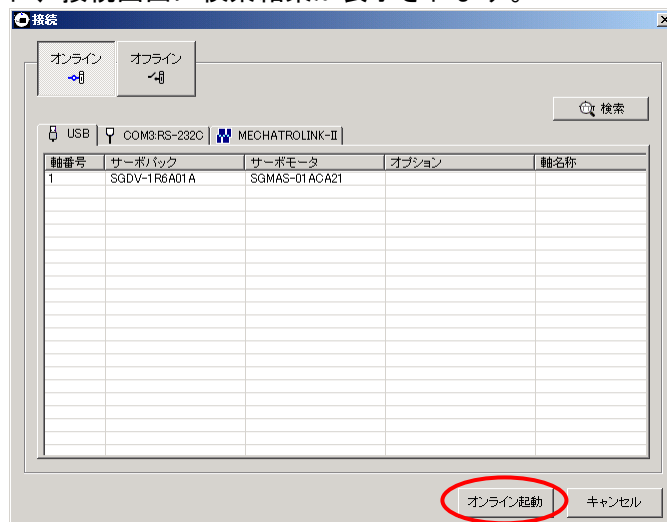 接続画面に検索結果が表示されます。
接続
オンライン オフライン
検索
USB COM3:RS-232C MECHATROLINK-II
軸番号 サーボパック サーボモータ オプション 軸名称
1 SGDV-1R6A01A SGMAS-01ACA21
オンライン起動 キャンセル